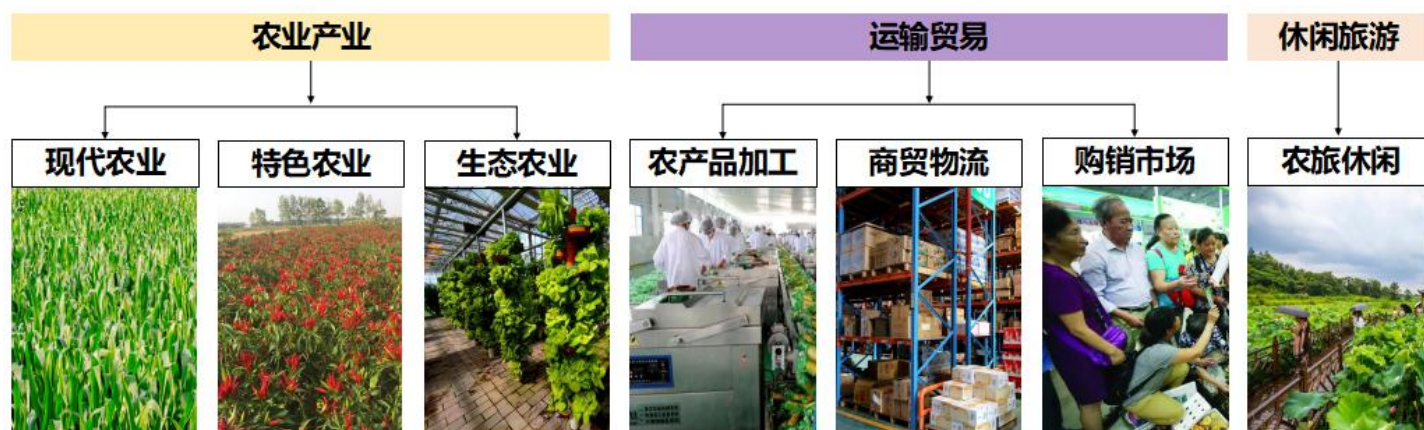 农业产业
运输贸易
休闲旅游
现代农业
特色农业
生态农业
农产品加工
商贸物流
购销市场
农旅休闲